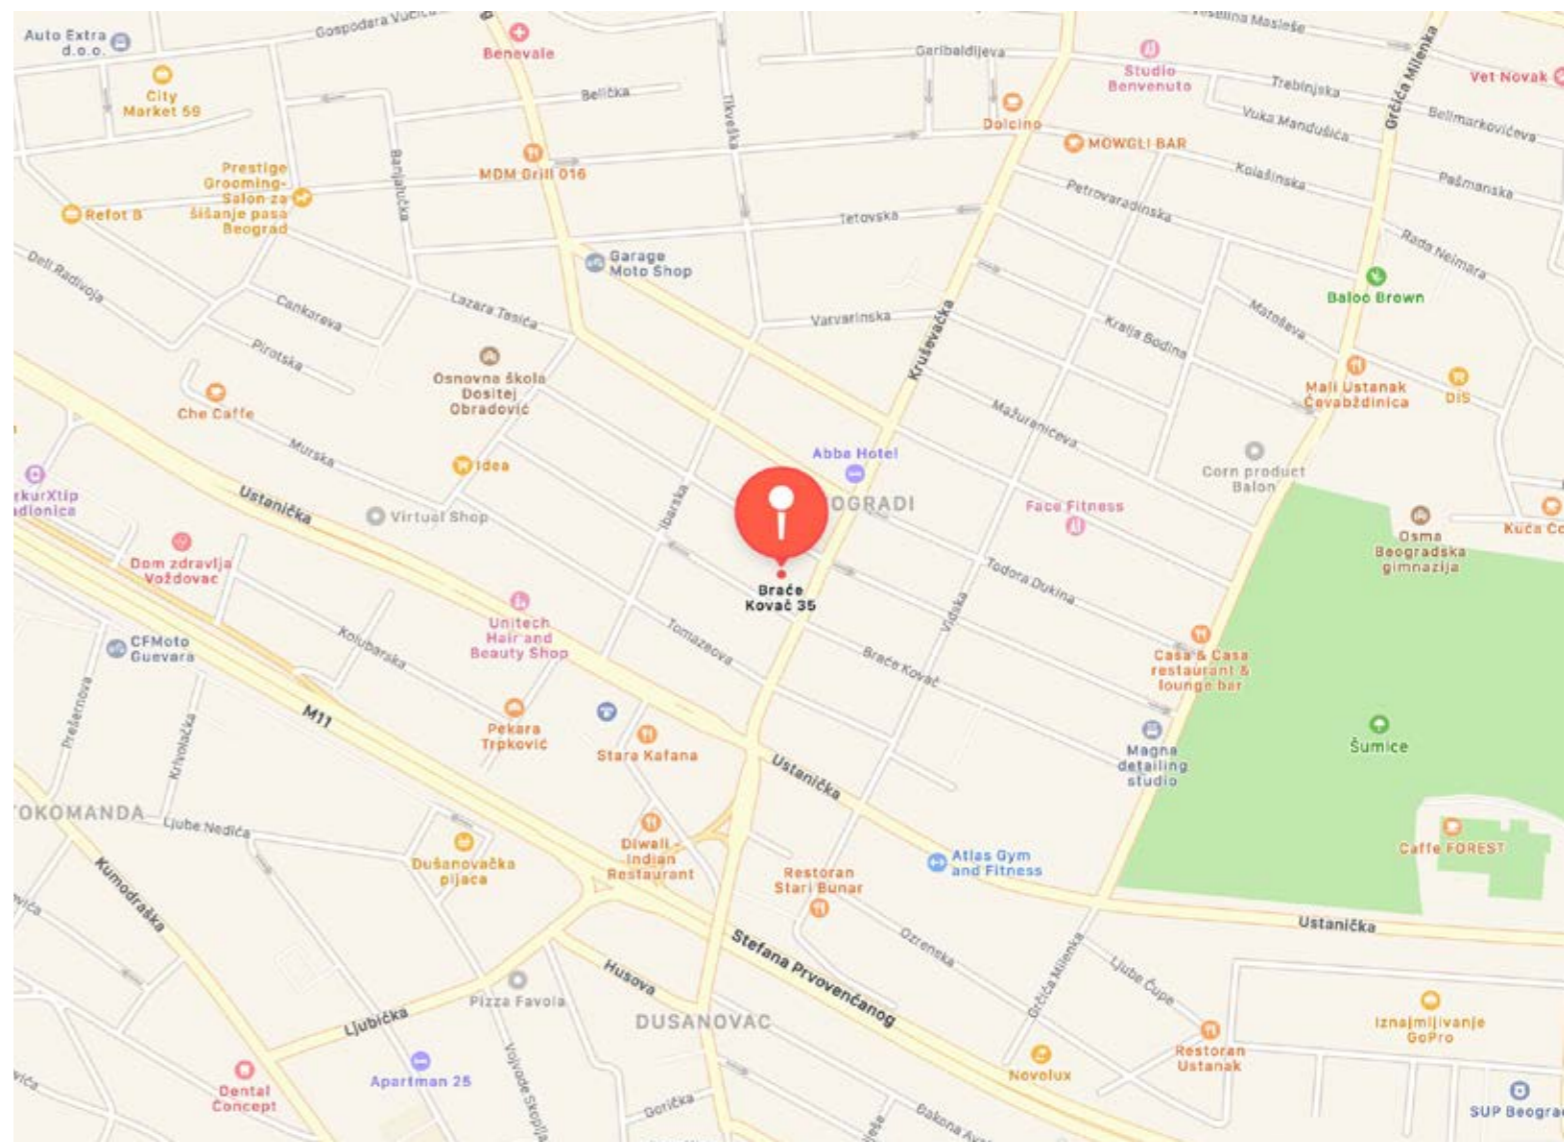 Gospodara Vučića
Auto Extra
d.o.o.
Benevale
City
Market 59
Belička
Tikveška
Garibaldijeva
Studio
Benvenuto
Trebinjska
Grčića Milenka
Vet Novak
Belimarkovićeva
Vuka Mandušića
Dolcino
MOWGLI BAR
Kolašinska
Pašmanska
MDM Grill 016
Prestige
Grooming-
Salon za
šišanje pasa
Beograd
Refot B
Banjalučka
Petrovaradinska
Tetovska
Rada Neimara
Garage
Moto Shop
Deli Radivoja
Cankareva
Lazara Tasića
Pirotska
Varvarinska
Kruševačka
Kralja Bodina
Matoševa
Baloo Brown
Osnovna škola
Dositej
Obradović
Che Caffe
Mali Ustanak
Ćevabždinica
DIS
Mažuranićeva
Murska
Idea
Abba Hotel
Corn product
Balon
Ustanička
Virtual Shop
Ibarska
OGRADI
Face Fitness
Osma
Beogradska
gimnazija
Dom zdravlja
Voždovac
Braće
Kovač 35
Todora Dukina
Vidska
Unitech
Hair and
Beauty Shop
CFMoto
Guevara
Kolubarska
Tomazeova
Braće Kovač
Casa & Casa
restaurant &
lounge bar
Prešernova
Krivolačka
M11
Pekara
Trpković
Stara Kafana
Magna
detailing
studio
Šumice
Ustanička
TOKOMANDA
Ljube Nedića
Dušanovačka
pijaca
Diwali -
Indian
Restaurant
Restoran
Stari Bunar
Atlas Gym
and Fitness
Caffe FOREST
Kumodraška
Ustanička
Stefana Prvovenčanog
Ozrenska
Grčića Milenka
Ljube Čupe
Husova
Pizza Favola
Ljubička
DUSANOVAC
Iznajmljivanje
GoPro
Restoran
Ustanak
Novolux
Dental
Concept
Apartman 25
Vojvode Skoplja
Gorička
SUP Beograd